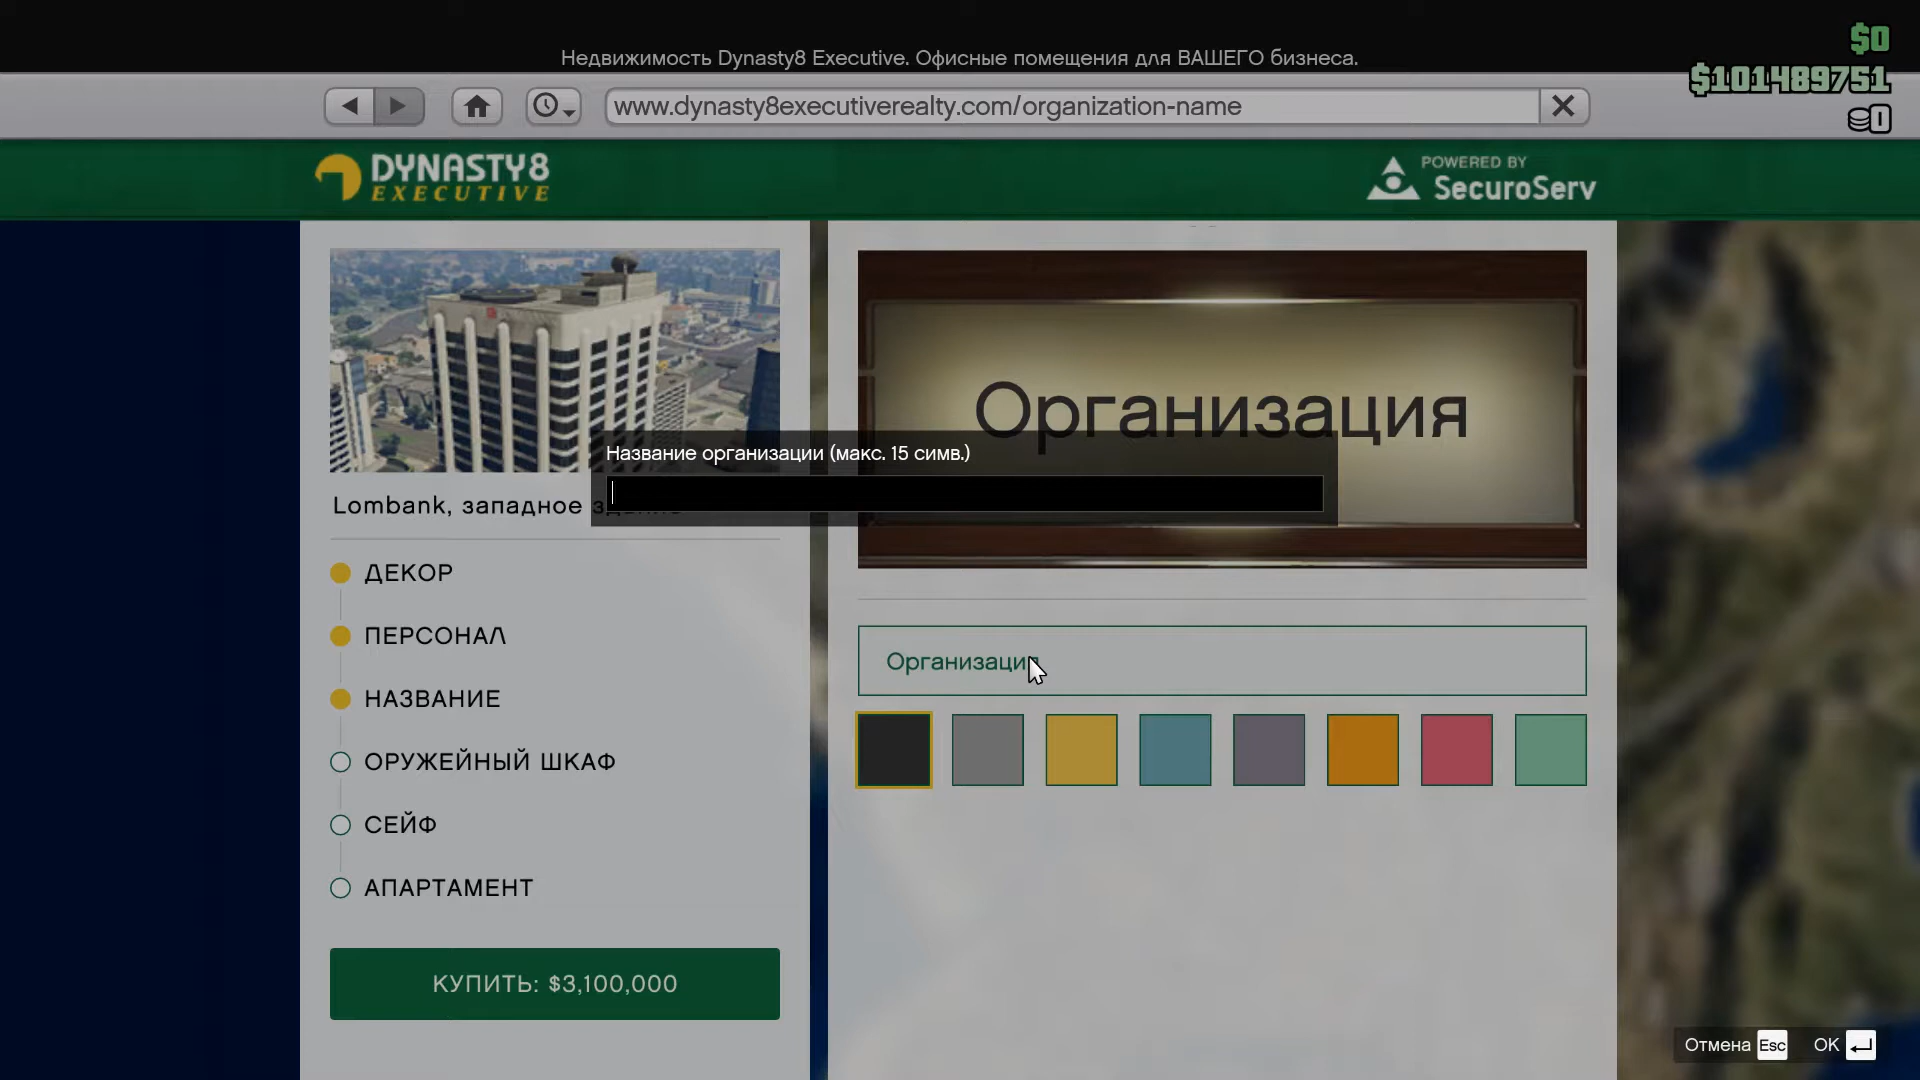 Недвижимость Dynasty8 Executive. Офисные помещения для ВАШЕГО бизнеса.
$0
$101489751
www.dynasty8executiverealty.com/organization-name
DYNASTY8
EXECUTIVE
POWERED BY
SecuroServ
Организация
Название организации (макс. 15 симв.)
Lombank, западное здание
ДЕКОР
ПЕРСОНАЛ
НАЗВАНИЕ
ОРУЖЕЙНЫЙ ШКАФ
СЕЙФ
АПАРТАМЕНТ
КУПИТЬ: $3,100,000
Организация
Отмена Esc OK